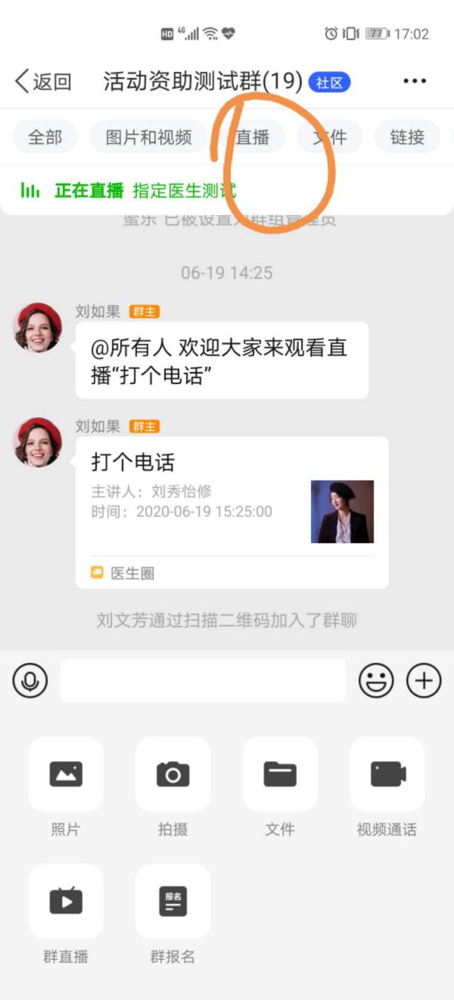 HD 4G 77 17:02
返回 活动资助测试群(19) 社区
全部 图片和视频 直播 文件 链接
正在直播 指定医生测试
蜜乐 已被设置为群组管理员
06-19 14:25
刘如果 群主
@所有人 欢迎大家来观看直
播“打个电话”
刘如果 群主
打个电话
主讲人：刘秀怡修
时间：2020-06-19 15:25:00
医生圈
刘文芳通过扫描二维码加入了群聊
照片 拍摄 文件 视频通话
报名
群直播 群报名